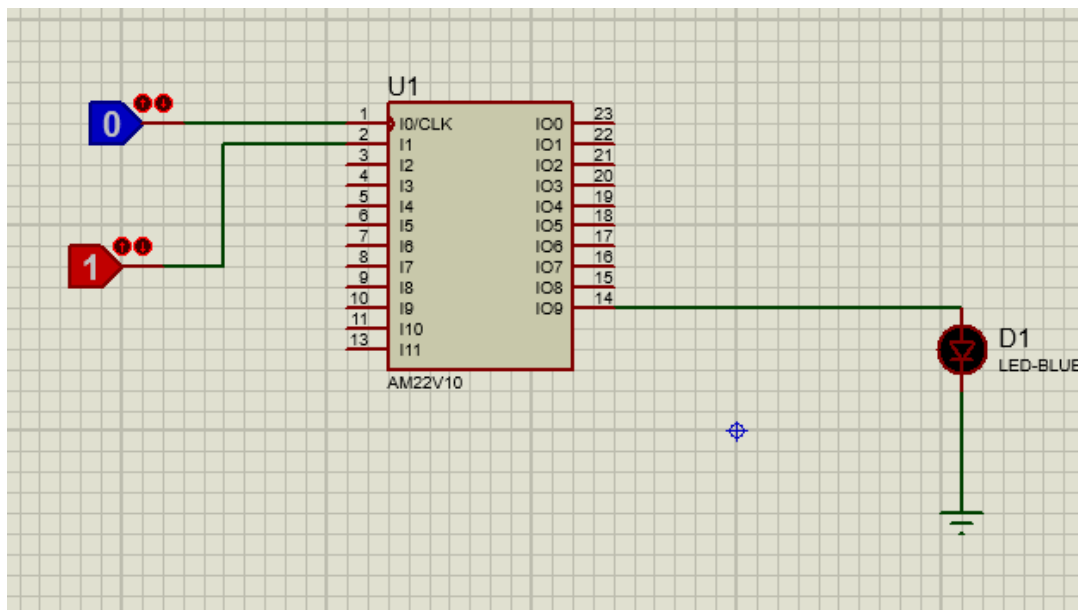 U1
0
1
1 I0/CLK IO0 23
2 I1 IO1 22
3 I2 IO2 21
4 I3 IO3 20
5 I4 IO4 19
6 I5 IO5 18
7 I6 IO6 17
8 I7 IO7 16
9 I8 IO8 15
10 I9 IO9 14
11 I10
13 I11
AM22V10
D1
LED-BLUE